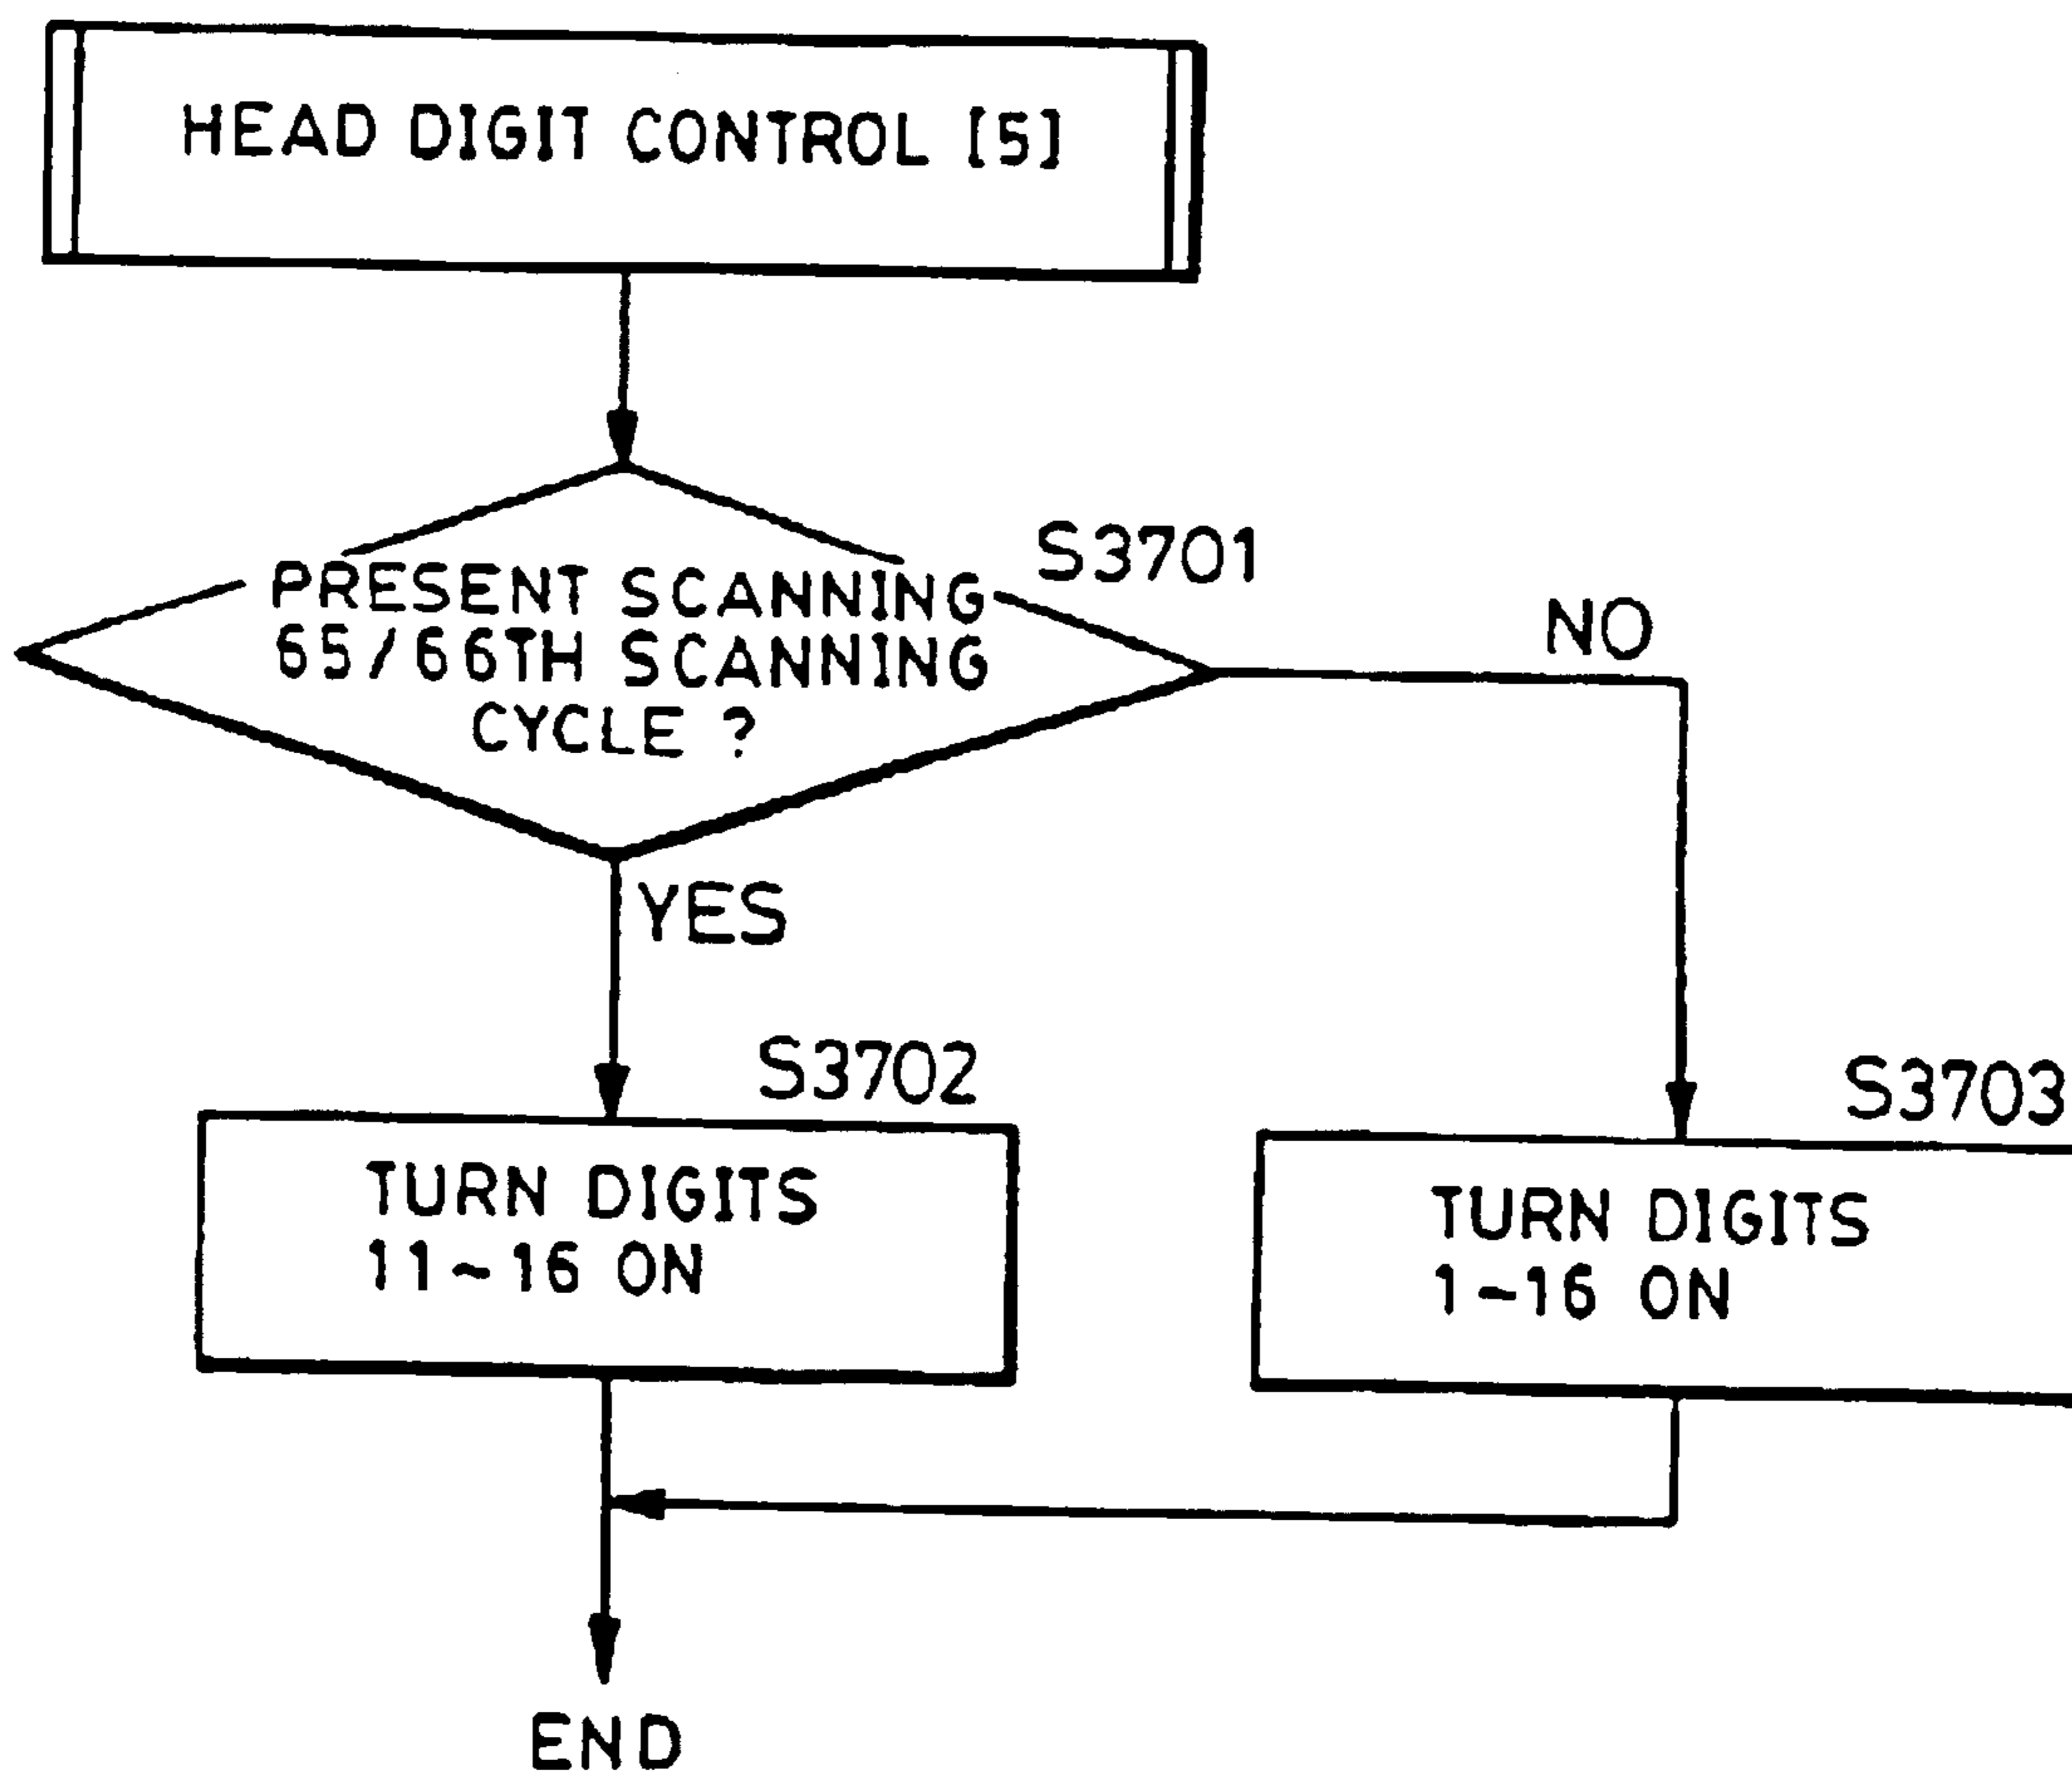 HEAD DIGIT CONTROL [5]
S3701
PRESENT SCANNING
65/66TH SCANNING
CYCLE ?
NO
YES
S3702
TURN DIGITS
11~16 ON
S3703
TURN DIGITS
1~16 ON
END